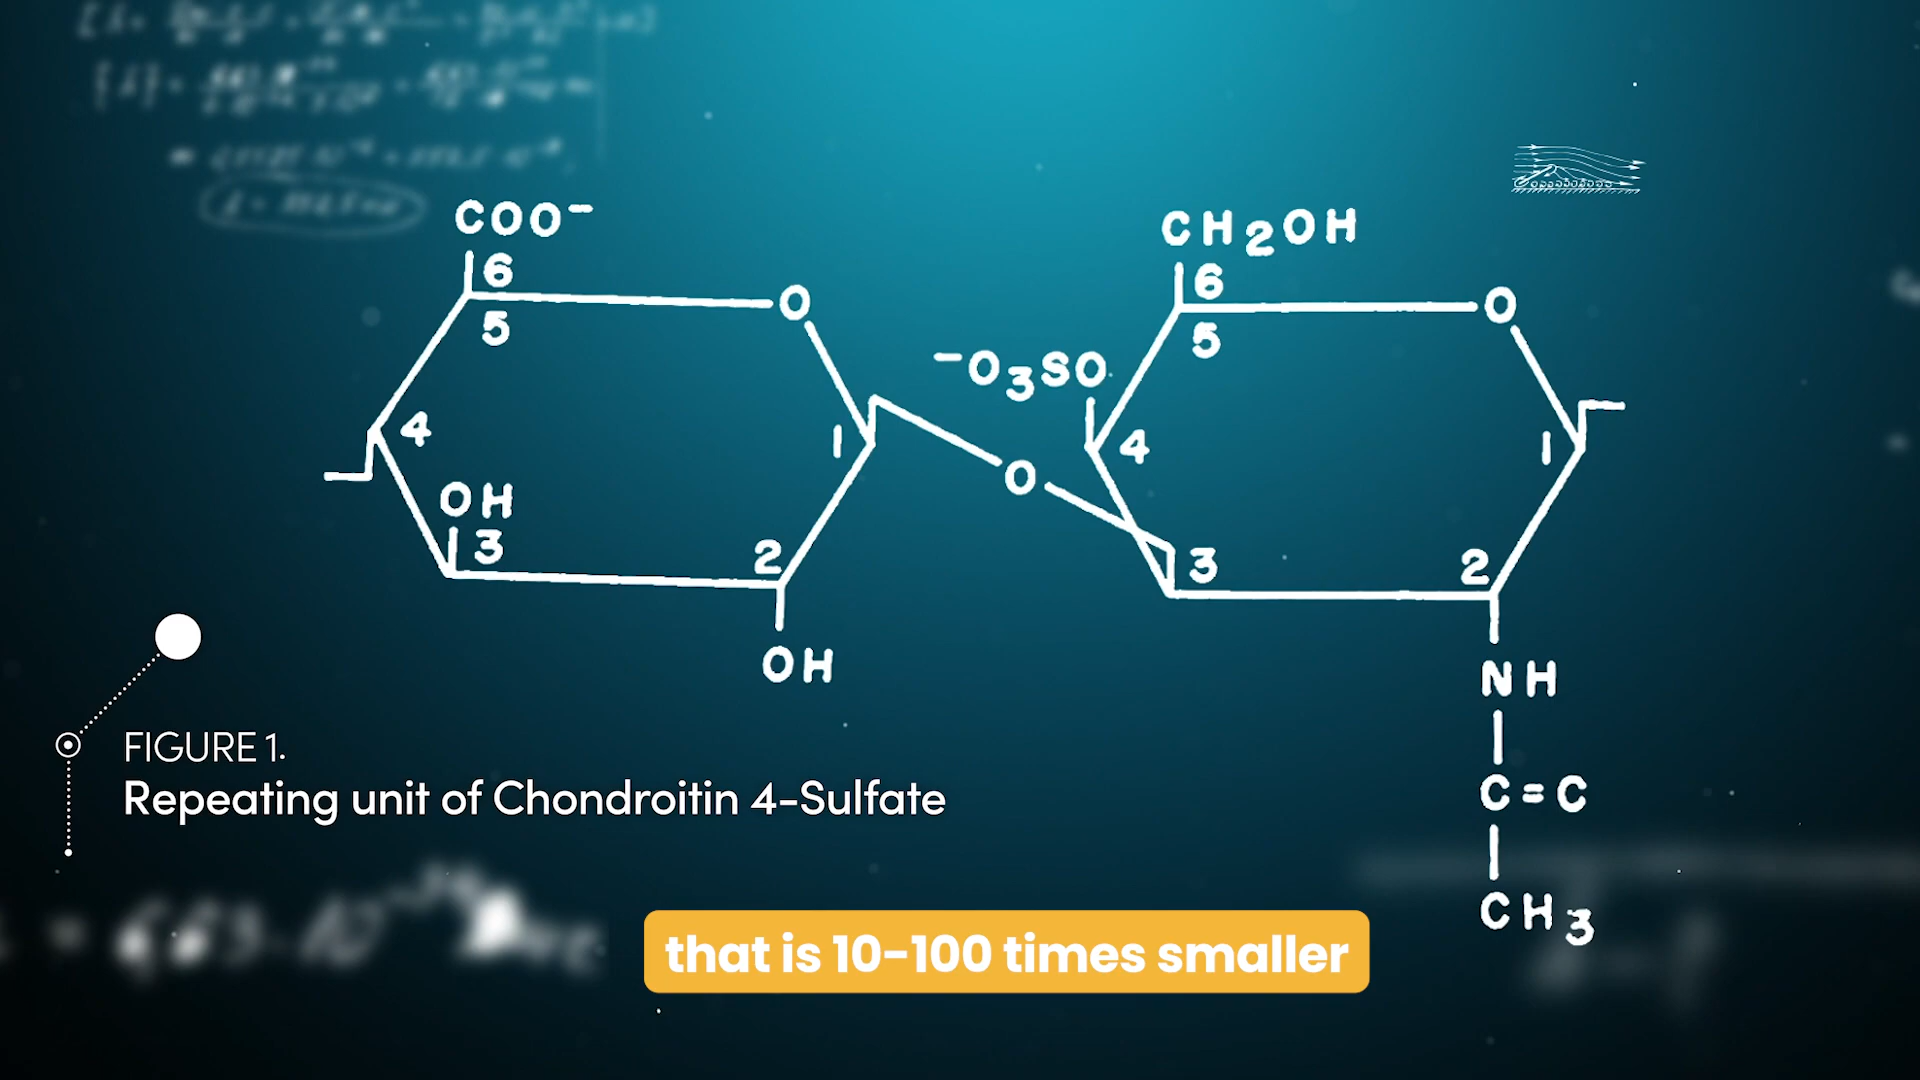 COO⁻
6
5
O
4
1
OH
3
2
OH
CH₂OH
6
5
O
⁻O₃SO
4
1
O
3
2
NH
C=C
CH₃
FIGURE 1.
Repeating unit of Chondroitin 4-Sulfate
that is 10-100 times smaller